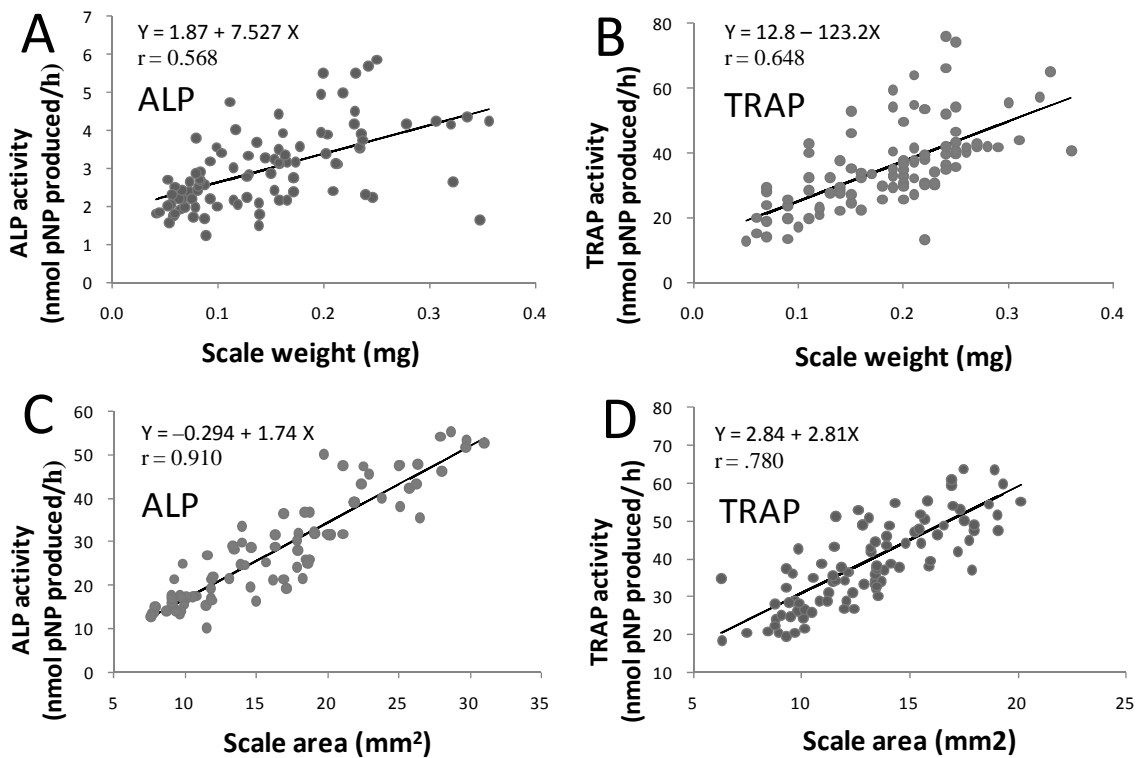 A
Y = 1.87 + 7.527 X
r = 0.568
ALP
ALP activity
(nmol pNP produced/h)
7
6
5
4
3
2
1
0
0.0 0.1 0.2 0.3 0.4
Scale weight (mg)
B
Y = 12.8 – 123.2X
r = 0.648
TRAP
TRAP activity
(nmol pNP produced/h)
80
60
40
20
0
0.0 0.1 0.2 0.3 0.4
Scale weight (mg)
C
Y = –0.294 + 1.74 X
r = 0.910
ALP
ALP activity
(nmol pNP produced/h)
60
50
40
30
20
10
0
5 10 15 20 25 30 35
Scale area (mm²)
D
Y = 2.84 + 2.81X
r = .780
TRAP
TRAP activity
(nmol pNP produced/ h)
80
70
60
50
40
30
20
10
5 10 15 20 25
Scale area (mm2)